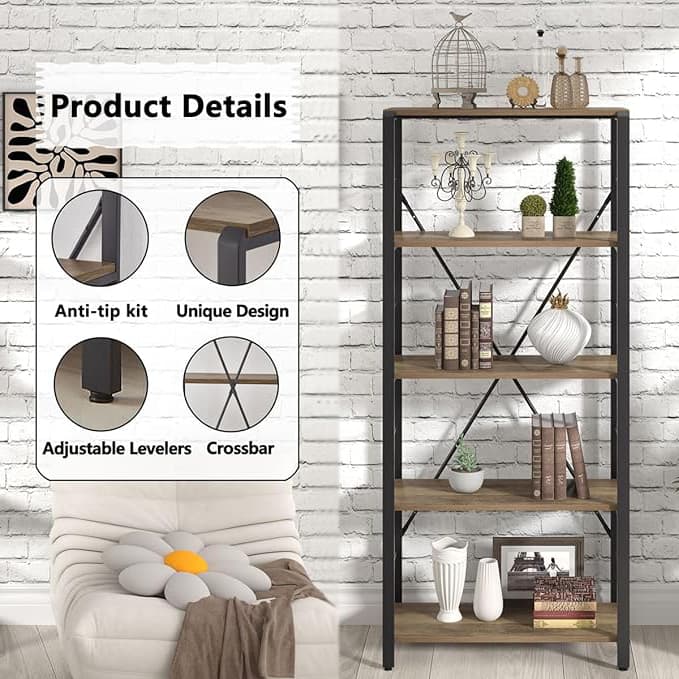 Product Details
Anti-tip kit
Unique Design
Adjustable Levelers
Crossbar